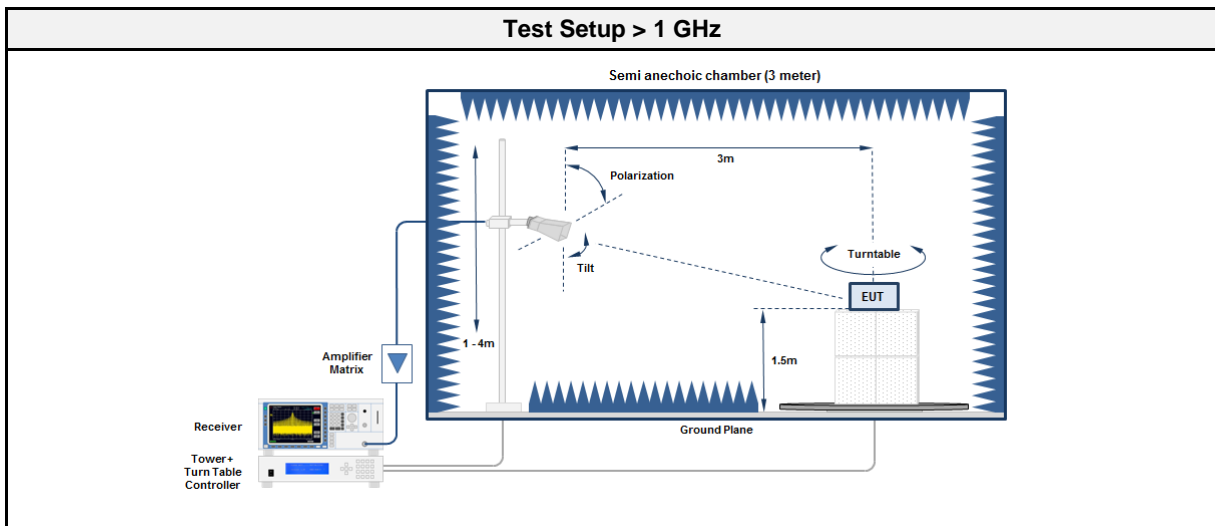 Test Setup > 1 GHz
Semi anechoic chamber (3 meter)
3m
Polarization
Turntable
Tilt
EUT
1 - 4m
1.5m
Amplifier
Matrix
Receiver
Ground Plane
Tower+
Turn Table
Controller